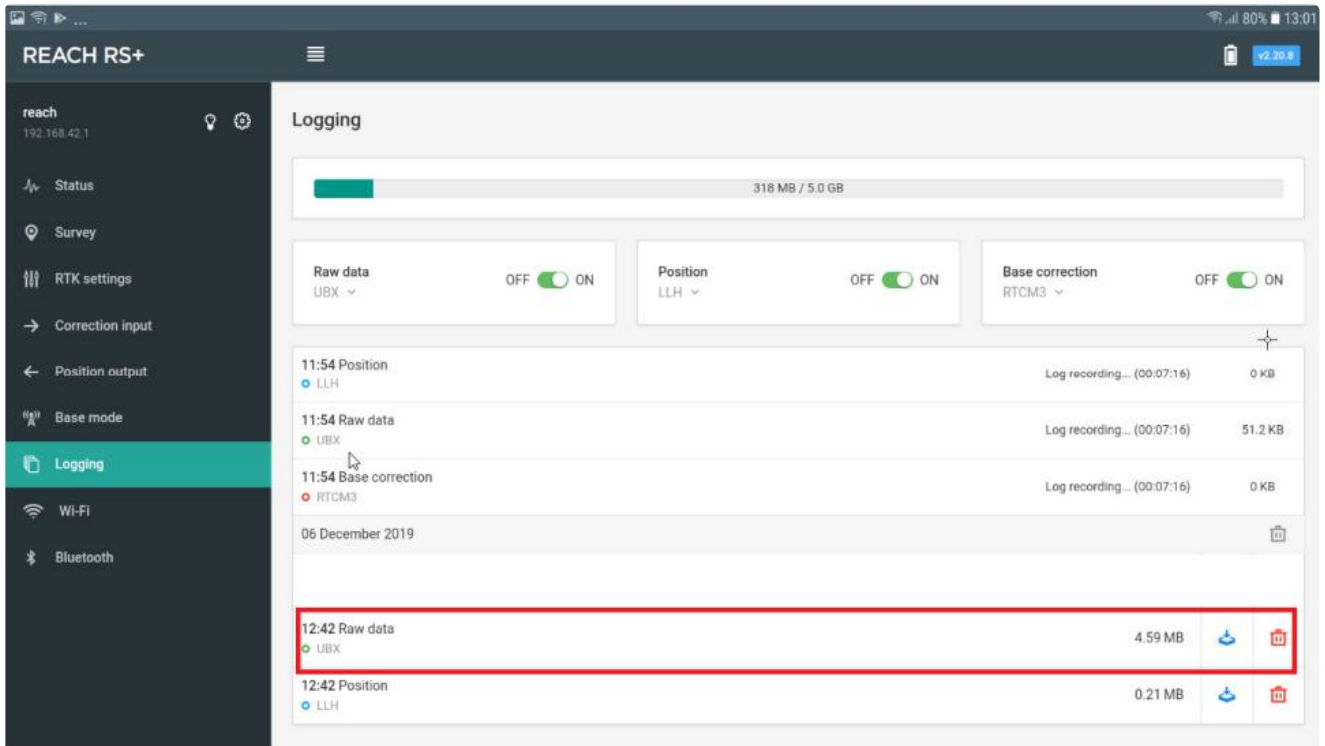 ... 80% 13:01
REACH RS+ v2.20.8
reach
192.168.42.1
Status
Survey
RTK settings
Correction input
Position output
Base mode
Logging
Wi-Fi
Bluetooth
Logging
318 MB / 5.0 GB
Raw data OFF ON
UBX
Position OFF ON
LLH
Base correction OFF ON
RTCM3
11:54 Position Log recording... (00:07:16) 0 KB
LLH
11:54 Raw data Log recording... (00:07:16) 51.2 KB
UBX
11:54 Base correction Log recording... (00:07:16) 0 KB
RTCM3
06 December 2019
12:42 Raw data 4.59 MB
UBX
12:42 Position 0.21 MB
LLH